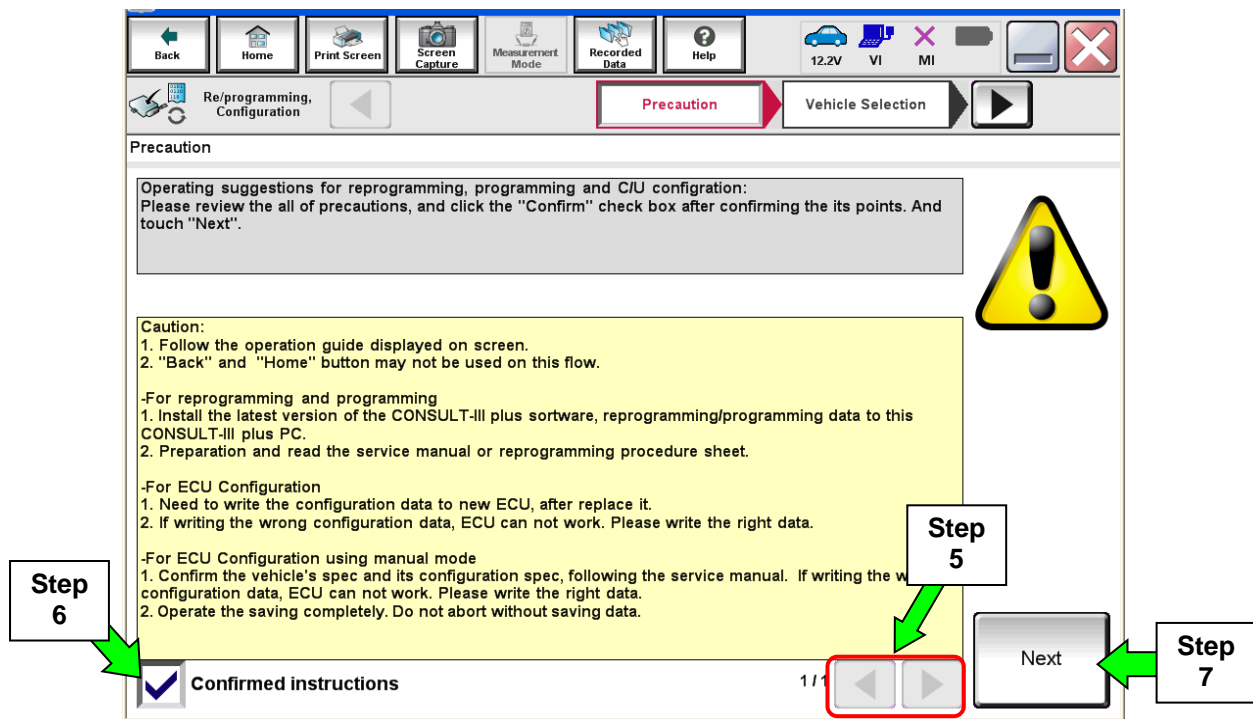 Back
Home
Print Screen
Screen
Capture
Measurement
Mode
Recorded
Data
Help
12.2V
VI
MI
Re/programming,
Configuration
Precaution
Vehicle Selection
Precaution
Operating suggestions for reprogramming, programming and C/U configration:
Please review the all of precautions, and click the "Confirm" check box after confirming the its points. And
touch "Next".
Caution:
1. Follow the operation guide displayed on screen.
2. "Back" and "Home" button may not be used on this flow.
-For reprogramming and programming
1. Install the latest version of the CONSULT-III plus sortware, reprogramming/programming data to this
CONSULT-III plus PC.
2. Preparation and read the service manual or reprogramming procedure sheet.
-For ECU Configuration
1. Need to write the configuration data to new ECU, after replace it.
2. If writing the wrong configuration data, ECU can not work. Please write the right data.
-For ECU Configuration using manual mode
1. Confirm the vehicle's spec and its configuration spec, following the service manual. If writing the
configuration data, ECU can not work. Please write the right data.
2. Operate the saving completely. Do not abort without saving data.
Step
5
Step
6
Confirmed instructions
1/1
Next
Step
7